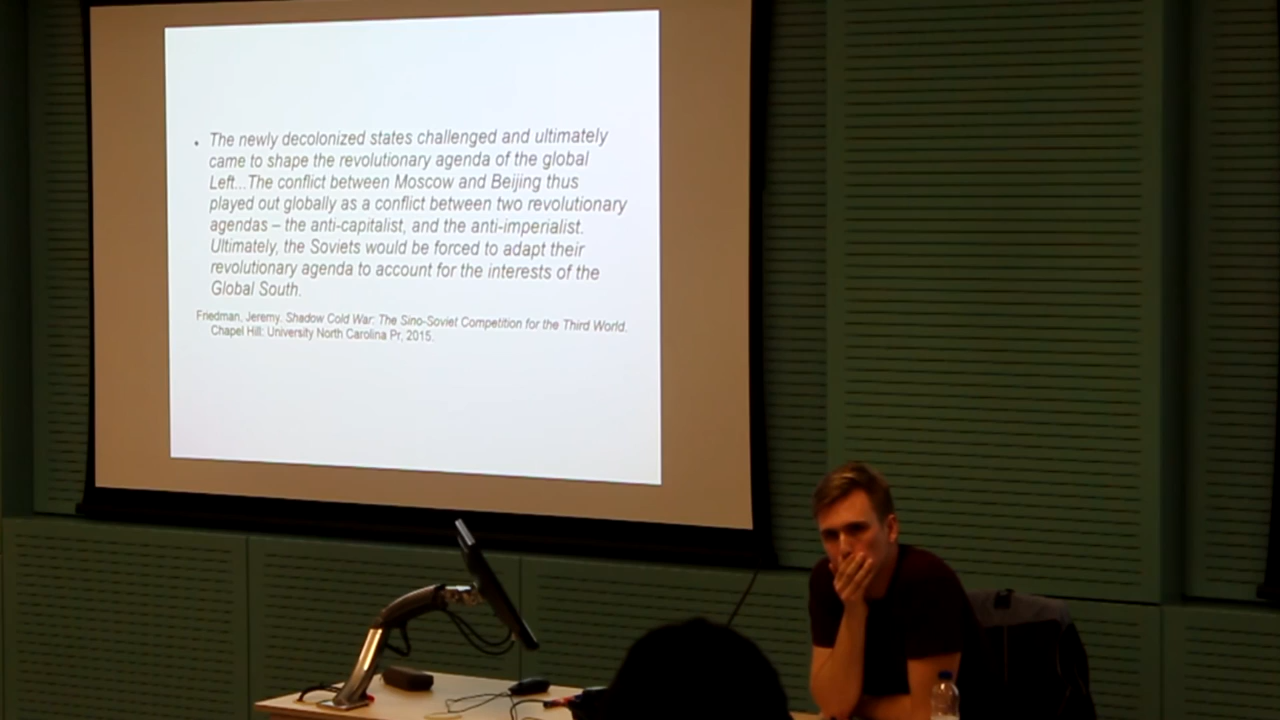 • The newly decolonized states challenged and ultimately
came to shape the revolutionary agenda of the global
Left...The conflict between Moscow and Beijing thus
played out globally as a conflict between two revolutionary
agendas – the anti-capitalist, and the anti-imperialist.
Ultimately, the Soviets would be forced to adapt their
revolutionary agenda to account for the interests of the
Global South.
Friedman, Jeremy. Shadow Cold War: The Sino-Soviet Competition for the Third World.
Chapel Hill: University North Carolina Pr, 2015.